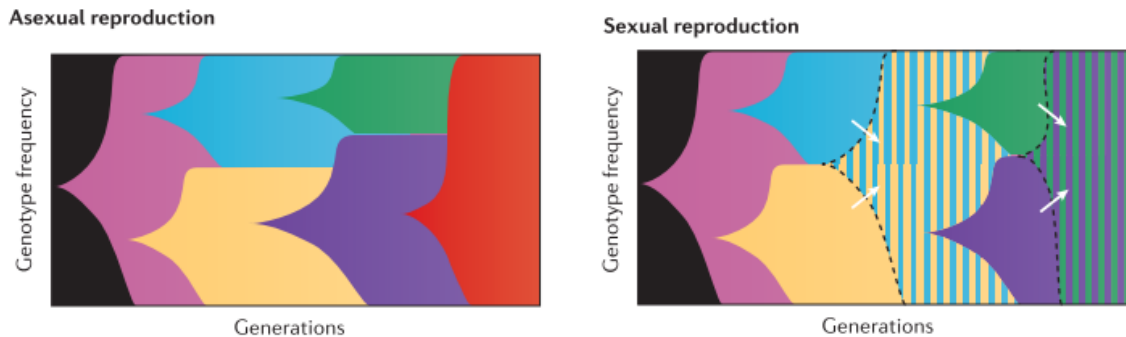 Asexual reproduction
Genotype frequency
Generations
Sexual reproduction
Genotype frequency
Generations